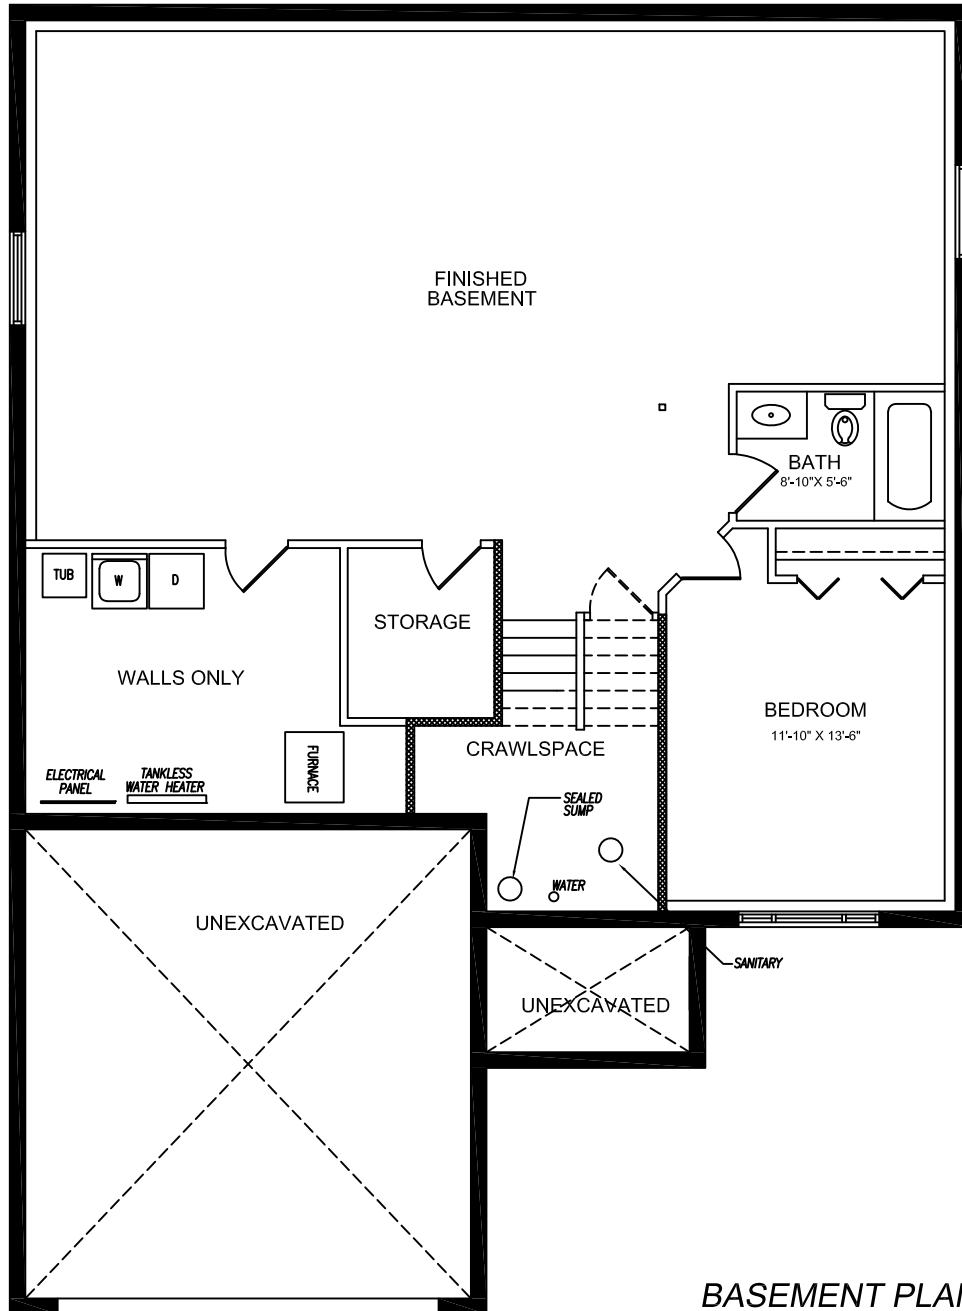 FINISHED
BASEMENT
BATH
8'-10"X 5'-6"
TUB
W
D
STORAGE
WALLS ONLY
BEDROOM
11'-10" X 13'-6"
CRAWLSPACE
FURNACE
ELECTRICAL
PANEL
TANKLESS
WATER HEATER
SEALED
SUMP
WATER
UNEXCAVATED
SANITARY
UNEXCAVATED
BASEMENT PLAN